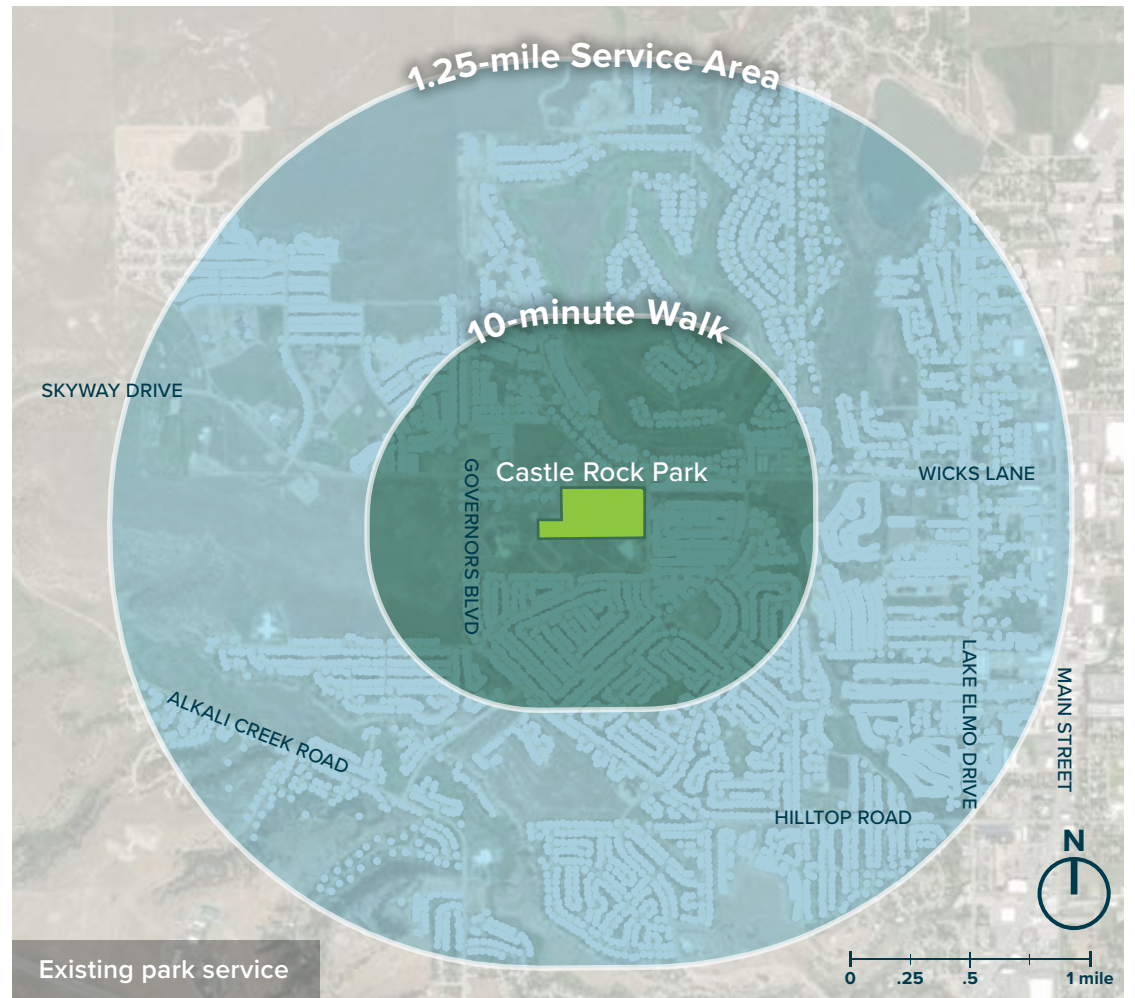 1.25-mile Service Area
10-minute Walk
SKYWAY DRIVE
Castle Rock Park
WICKS LANE
GOVERNORS BLVD
LAKE ELMO DRIVE
MAIN STREET
ALKALI CREEK ROAD
HILLTOP ROAD
N
Existing park service
0 .25 .5 1 mile